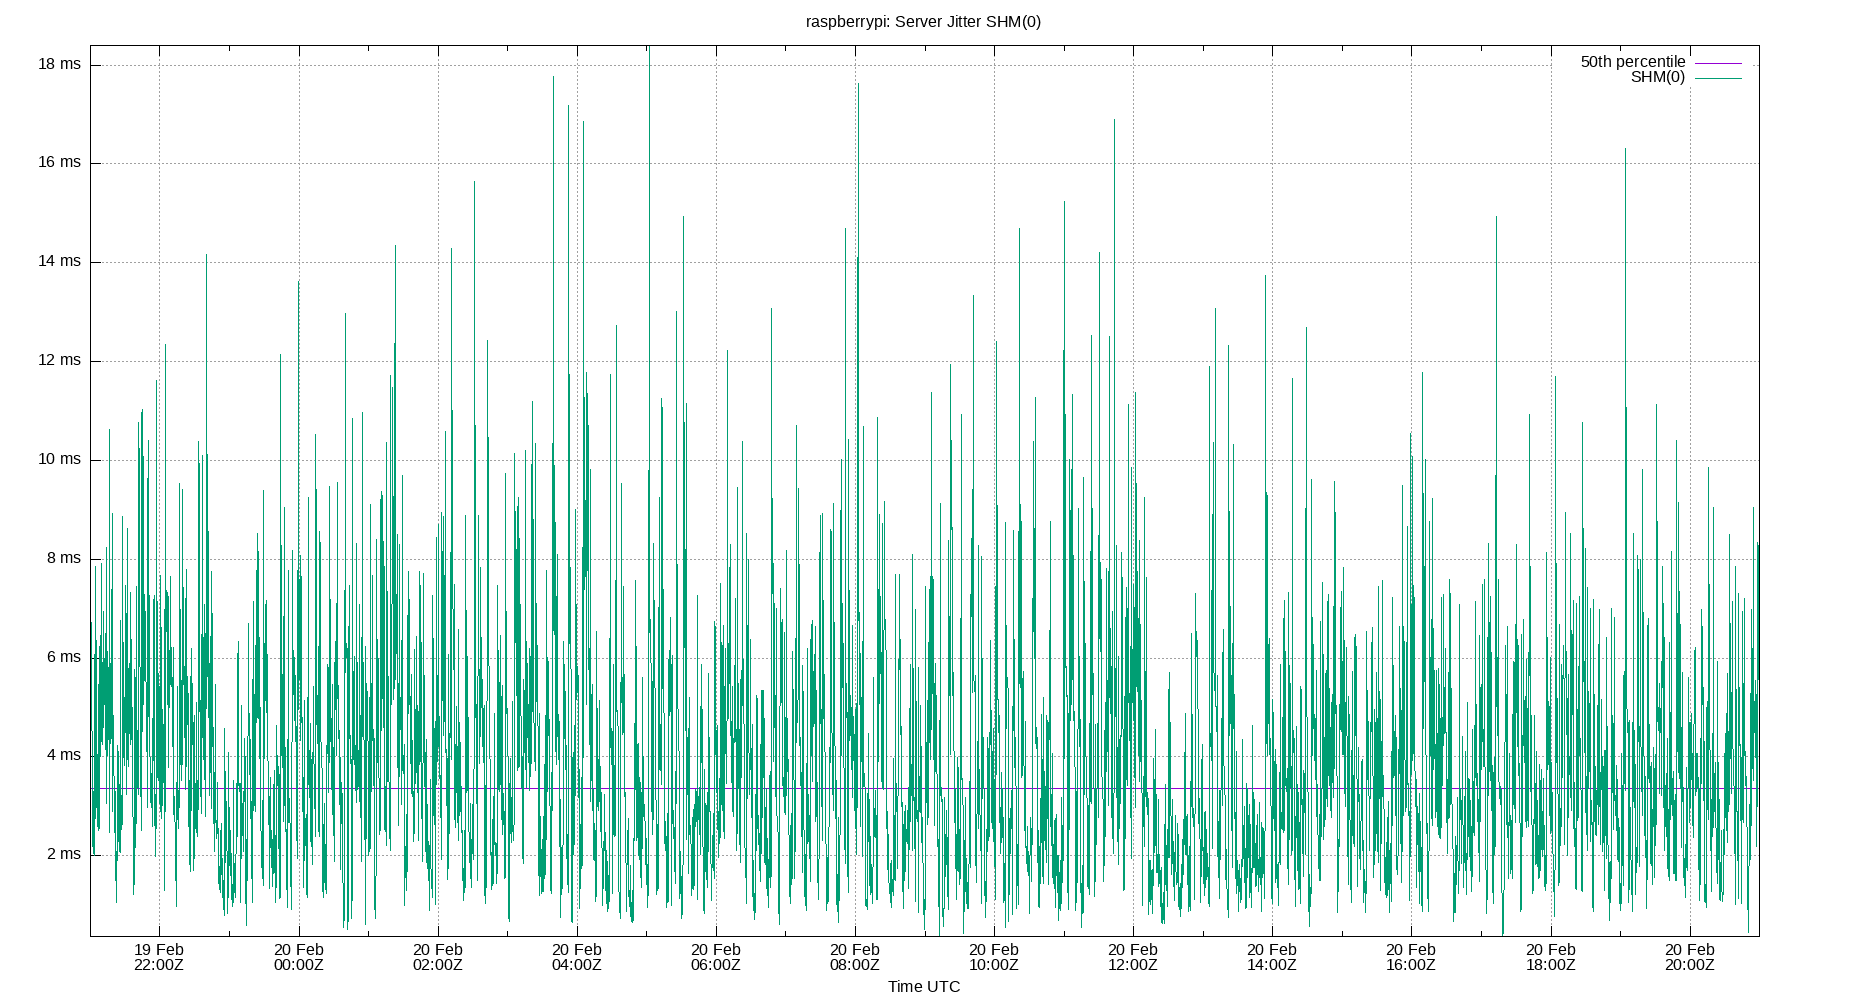 raspberrypi: Server Jitter SHM(0)
50th percentile
SHM(0)
18 ms
16 ms
14 ms
12 ms
10 ms
8 ms
6 ms
4 ms
2 ms
19 Feb 20 Feb 20 Feb 20 Feb 20 Feb 20 Feb 20 Feb 20 Feb 20 Feb 20 Feb 20 Feb 20 Feb
22:00Z 00:00Z 02:00Z 04:00Z 06:00Z 08:00Z 10:00Z 12:00Z 14:00Z 16:00Z 18:00Z 20:00Z
Time UTC